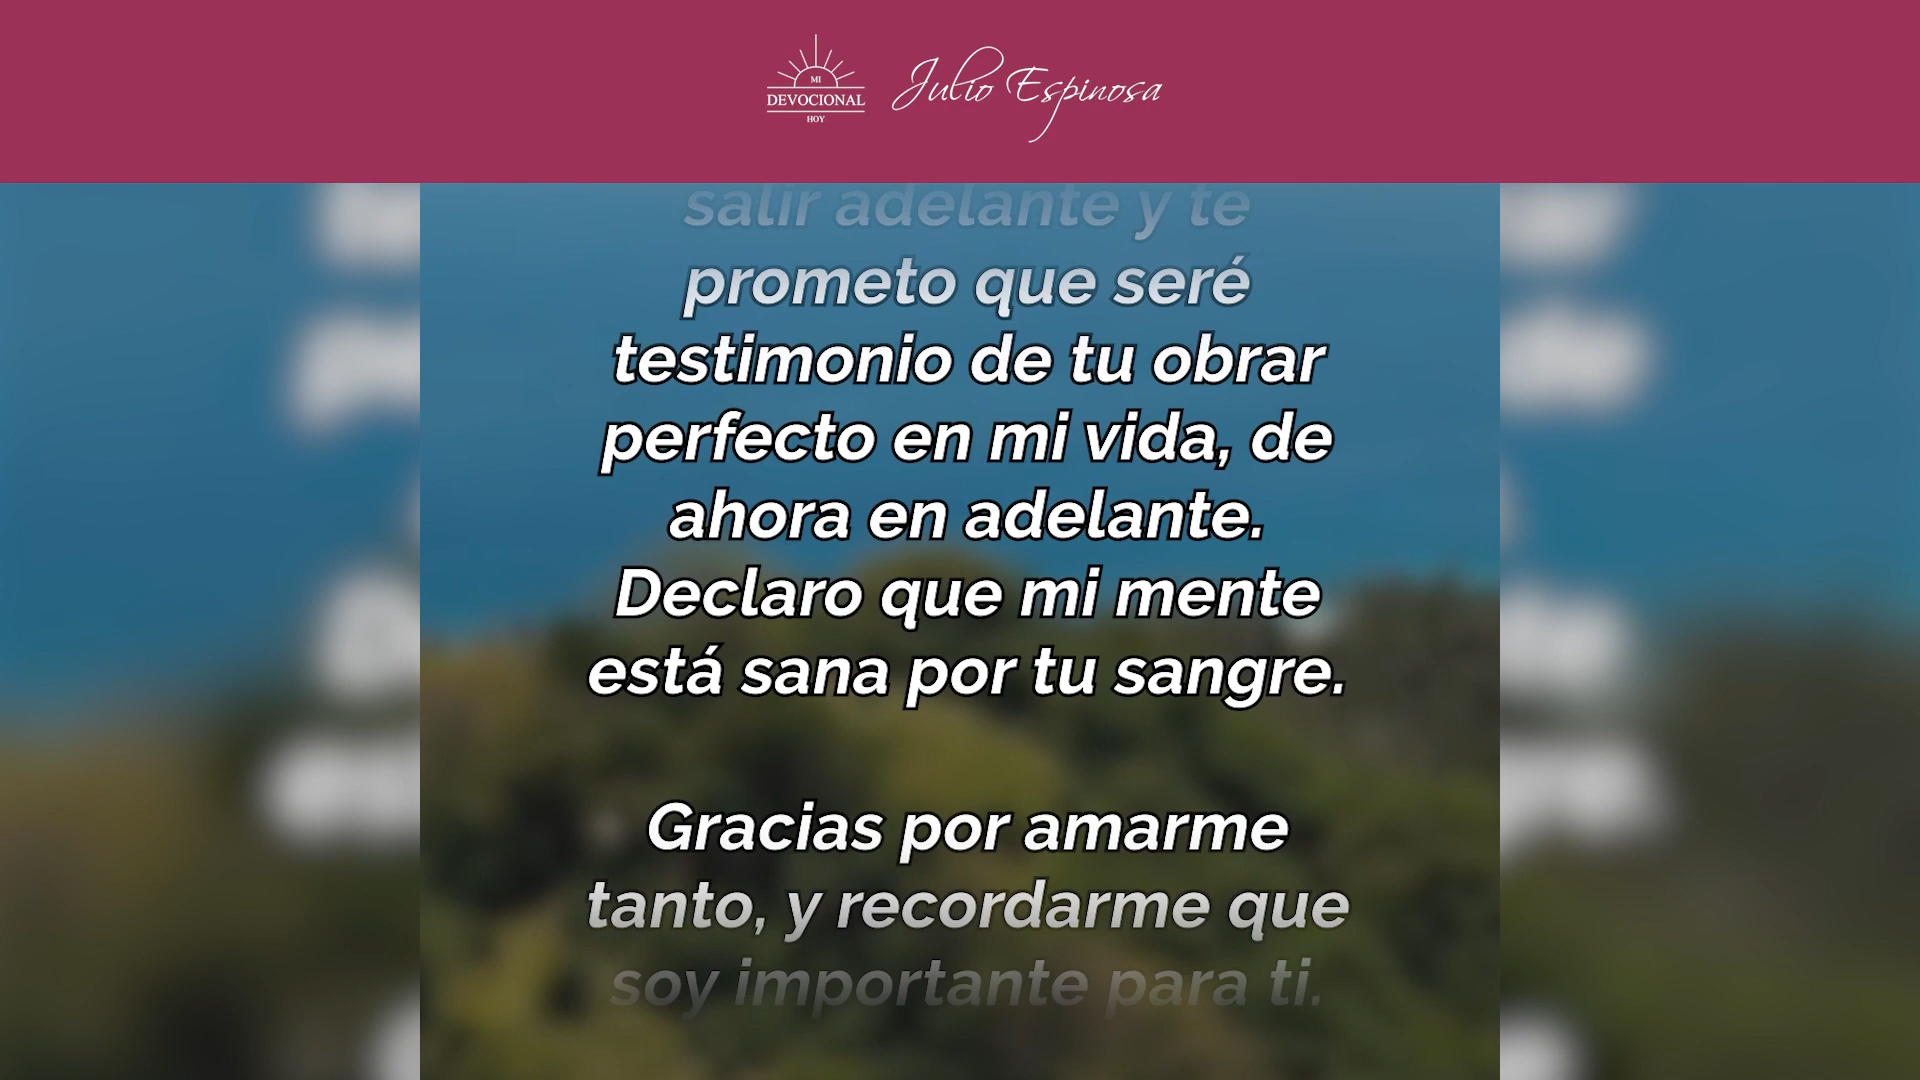 MI
DEVOCIONAL
HOY
Julio Espinosa
salir adelante y te
prometo que seré
testimonio de tu obrar
perfecto en mi vida, de
ahora en adelante.
Declaro que mi mente
está sana por tu sangre.
Gracias por amarme
tanto, y recordarme que
soy importante para ti.